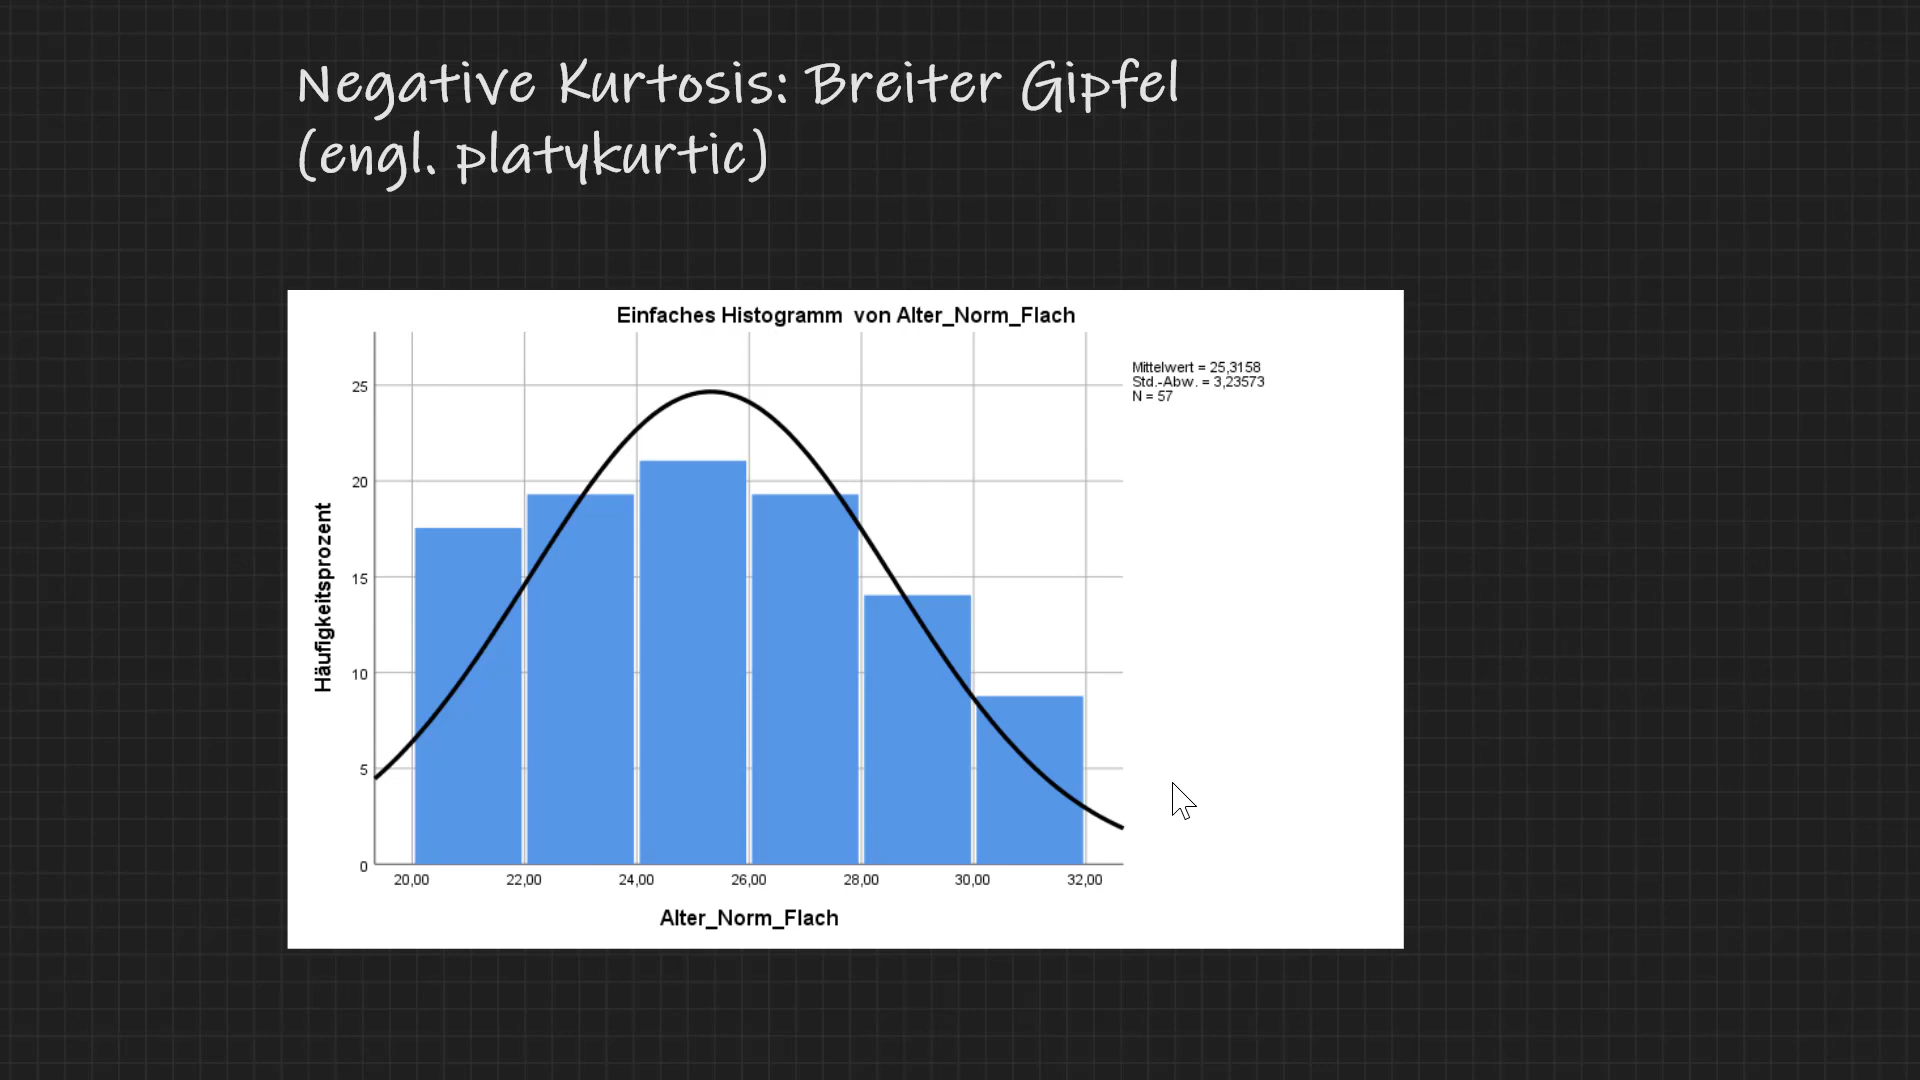 Negative Kurtosis: Breiter Gipfel
(engl. platykurtic)
Einfaches Histogramm von Alter_Norm_Flach
Mittelwert = 25,3158
Std.-Abw. = 3,23573
N = 57
Häufigkeitsprozent
25
20
15
10
5
0
20,00 22,00 24,00 26,00 28,00 30,00 32,00
Alter_Norm_Flach